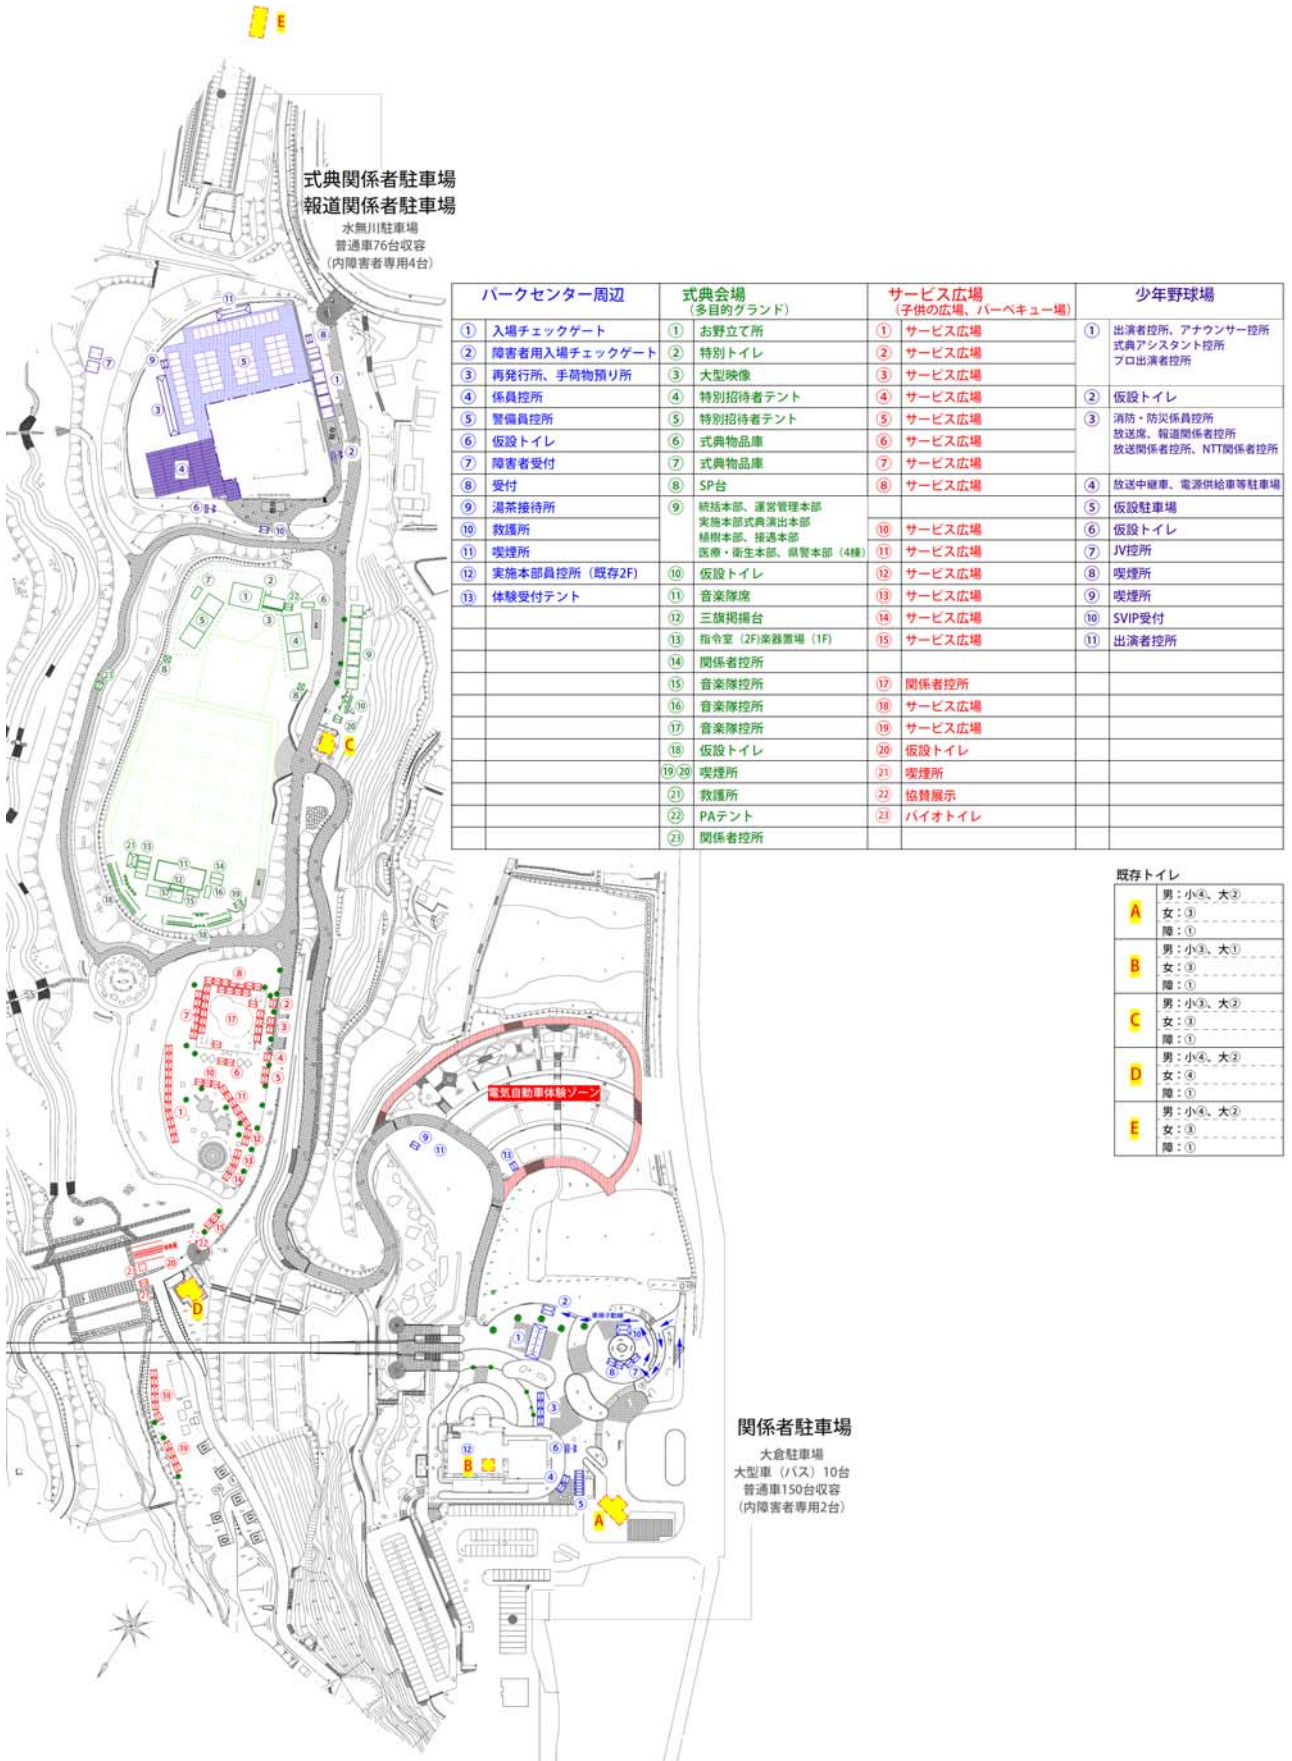 E
式典関係者駐車場
報道関係者駐車場
水無川駐車場
普通車76台収容
（内障害者専用4台）
パークセンター周辺
① 入場チェックゲート
② 障害者用入場チェックゲート
③ 再発行所、手荷物預り所
④ 係員控所
⑤ 警備員控所
⑥ 仮設トイレ
⑦ 障害者受付
⑧ 受付
⑨ 湯茶接待所
⑩ 救護所
⑪ 喫煙所
⑫ 実施本部員控所（既存2F）
⑬ 体験受付テント
式典会場
（多目的グランド）
① お野立て所
② 特別トイレ
③ 大型映像
④ 特別招待者テント
⑤ 特別招待者テント
⑥ 式典物品庫
⑦ 式典物品庫
⑧ SP台
⑨ 統括本部、運営管理本部
実施本部式典演出本部
植樹本部、接遇本部
医療・衛生本部、県警本部（4棟）
⑩ 仮設トイレ
⑪ 音楽隊席
⑫ 三旗掲揚台
⑬ 指令室（2F)楽器置場（1F）
⑭ 関係者控所
⑮ 音楽隊控所
⑯ 音楽隊控所
⑰ 音楽隊控所
⑱ 仮設トイレ
⑲⑳ 喫煙所
㉑ 救護所
㉒ PAテント
㉓ 関係者控所
サービス広場
（子供の広場、バーベキュー場）
① サービス広場
② サービス広場
③ サービス広場
④ サービス広場
⑤ サービス広場
⑥ サービス広場
⑦ サービス広場
⑧ サービス広場
⑩ サービス広場
⑪ サービス広場
⑫ サービス広場
⑬ サービス広場
⑭ サービス広場
⑮ サービス広場
⑰ 関係者控所
⑱ サービス広場
⑲ サービス広場
⑳ 仮設トイレ
㉑ 喫煙所
㉒ 協賛展示
㉓ バイオトイレ
少年野球場
① 出演者控所、アナウンサー控所
式典アシスタント控所
プロ出演者控所
② 仮設トイレ
③ 消防・防災係員控所
放送席、報道関係者控所
放送関係者控所、NTT関係者控所
④ 放送中継車、電源供給車等駐車場
⑤ 仮設駐車場
⑥ 仮設トイレ
⑦ JV控所
⑧ 喫煙所
⑨ 喫煙所
⑩ SVIP受付
⑪ 出演者控所
既存トイレ
A
男：小④、大②
女：③
障：①
B
男：小③、大①
女：③
障：①
C
男：小③、大②
女：③
障：①
D
男：小④、大②
女：④
障：①
E
男：小④、大②
女：③
障：①
C
電気自動車体験ゾーン
D
B
A
関係者駐車場
大倉駐車場
大型車（バス）10台
普通車150台収容
（内障害者専用2台）